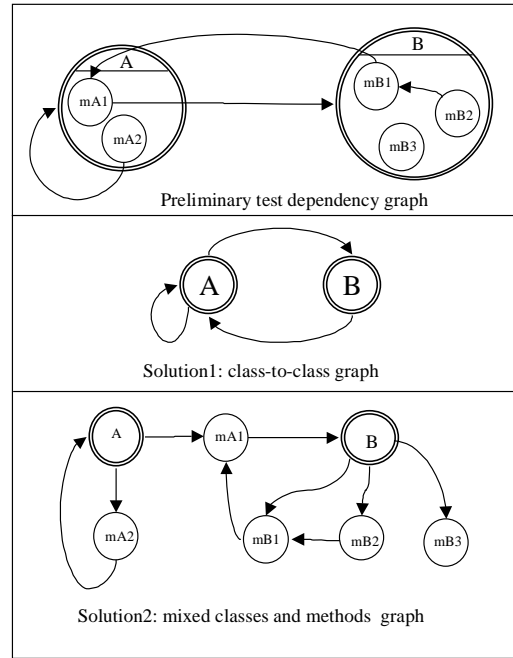 A
B
mA1
mB1
mB2
mA2
mB3
Preliminary test dependency graph
A
B
Solution1: class-to-class graph
A
mA1
B
mA2
mB1
mB2
mB3
Solution2: mixed classes and methods graph